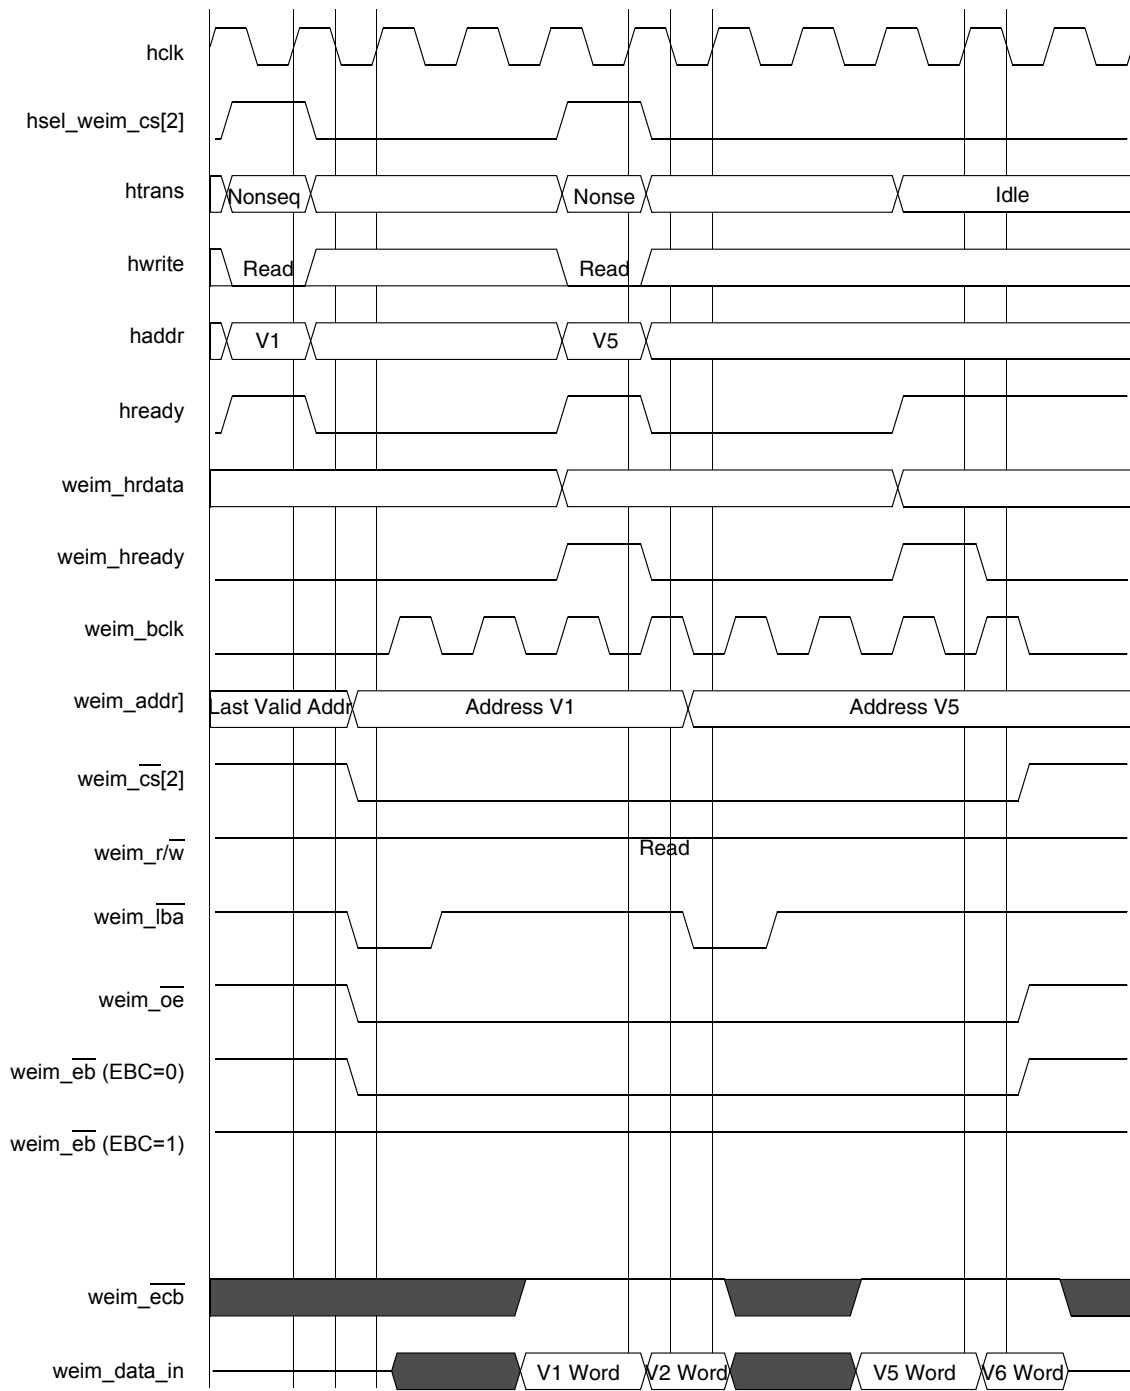 hclk
hsel_weim_cs[2]
htrans Nonseq Nonse Idle
hwrite Read Read
haddr V1 V5
hready
weim_hrdata
weim_hready
weim_bclk
weim_addr] Last Valid Addr Address V1 Address V5
weim_cs[2]
weim_r/w Read
weim_lba
weim_oe
weim_eb (EBC=0)
weim_eb (EBC=1)
weim_ecb
weim_data_in V1 Word V2 Word V5 Word V6 Word